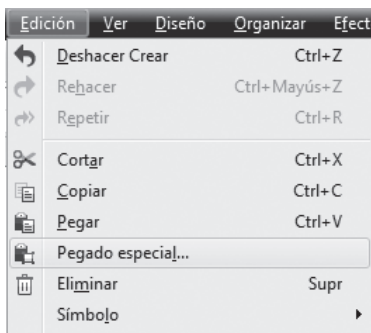 Edición Ver Diseño Organizar Efect
Deshacer Crear Ctrl+Z
Rehacer Ctrl+Mayús+Z
Repetir Ctrl+R
Cortar Ctrl+X
Copiar Ctrl+C
Pegar Ctrl+V
Pegado especial...
Eliminar Supr
Símbolo